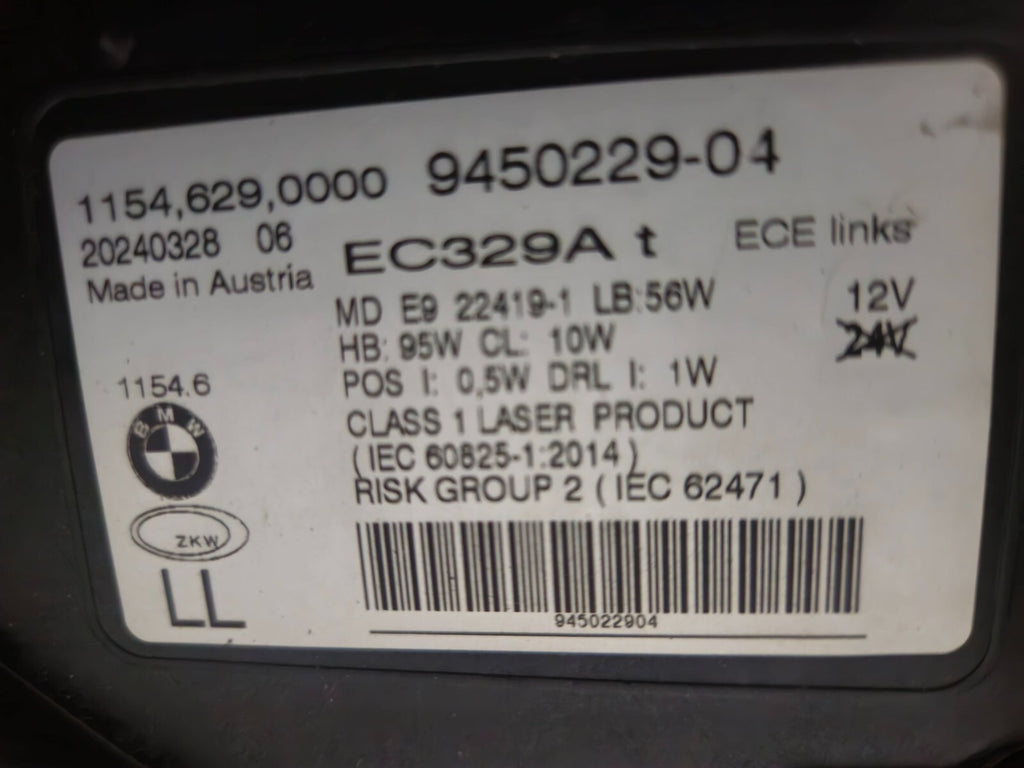 1154,629,0000 9450229-04
20240328 06
Made in Austria
EC329A t
ECE links
MD E9 22419-1 LB:56W
12V
HB: 95W CL: 10W
24V
POS I: 0,5W DRL I: 1W
1154.6
CLASS 1 LASER PRODUCT
(IEC 60825-1:2014)
RISK GROUP 2 (IEC 62471)
BMW
ZKW
LL
945022904